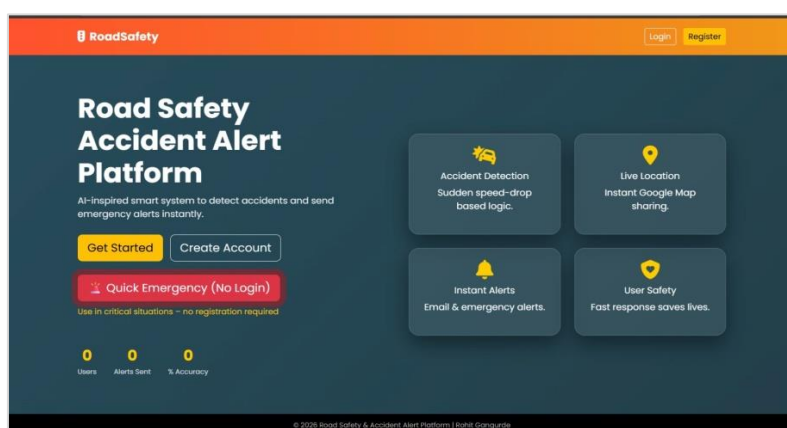 RoadSafety
Login
Register
Road Safety
Accident Alert
Platform
AI-inspired smart system to detect accidents and send
emergency alerts instantly.
Get Started
Create Account
Quick Emergency (No Login)
Use in critical situations – no registration required
0
0
0
Users
Alerts Sent
% Accuracy
Accident Detection
Sudden speed-drop
based logic.
Live Location
Instant Google Map
sharing.
Instant Alerts
Email & emergency alerts.
User Safety
Fast response saves lives.
© 2026 Road Safety & Accident Alert Platform | Rohit Gangurde